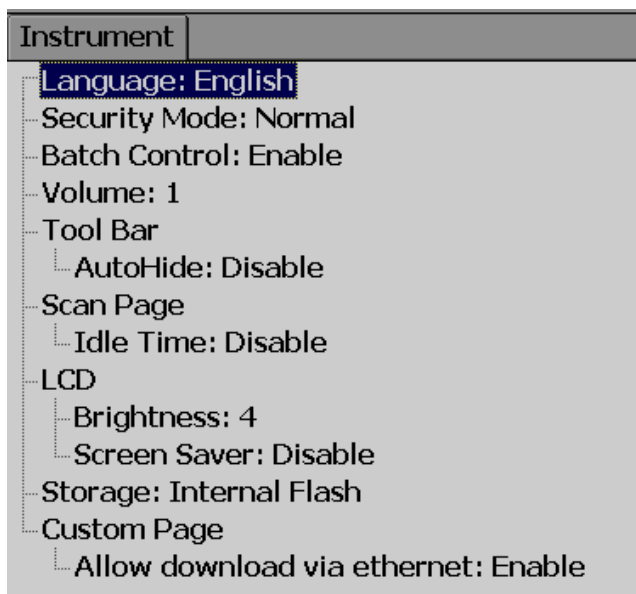 Instrument
Language: English
Security Mode: Normal
Batch Control: Enable
Volume: 1
Tool Bar
AutoHide: Disable
Scan Page
Idle Time: Disable
LCD
Brightness: 4
Screen Saver: Disable
Storage: Internal Flash
Custom Page
Allow download via ethernet: Enable